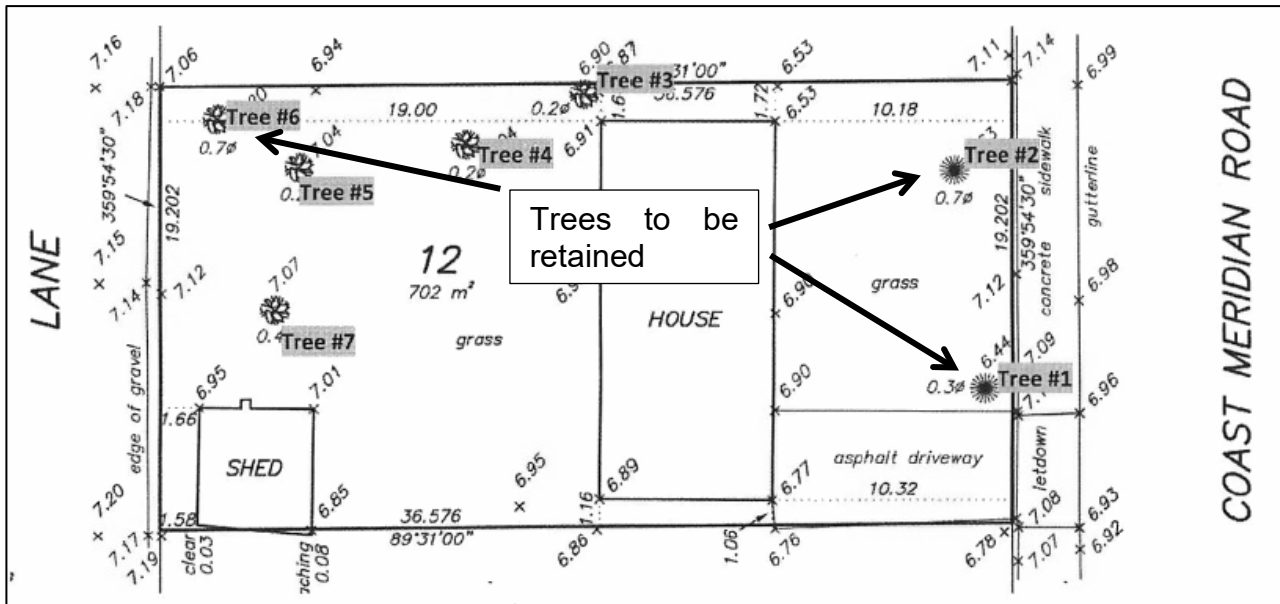 7.16
7.06
6.94
6.90
6.87
6.53
7.11
7.14
6.99
7.18
Tree #3
31'00"
36.576
0.2ø
1.72
6.53
Tree #6
0.7ø
19.00
6.91
10.18
Tree #2
0.7ø
359°54'30"
19.202
7.04
Tree #5
Tree #4
0.2ø
Trees to be
retained
19.202
359°54'30"
concrete sidewalk
gutterline
COAST MERIDIAN ROAD
LANE
7.15
7.14
7.12
7.07
Tree #7
12
702 m²
grass
HOUSE
6.90
grass
7.12
6.98
6.44
7.09
0.3ø
Tree #1
6.96
edge of gravel
6.95
7.01
1.66
SHED
6.90
asphalt driveway
10.32
letdown
6.95
6.89
6.77
7.20
6.85
1.58
36.576
89°31'00"
1.16
1.06
7.08
6.93
7.17
7.19
clear
0.03
aching
0.08
6.86
6.76
6.78
7.07
6.92